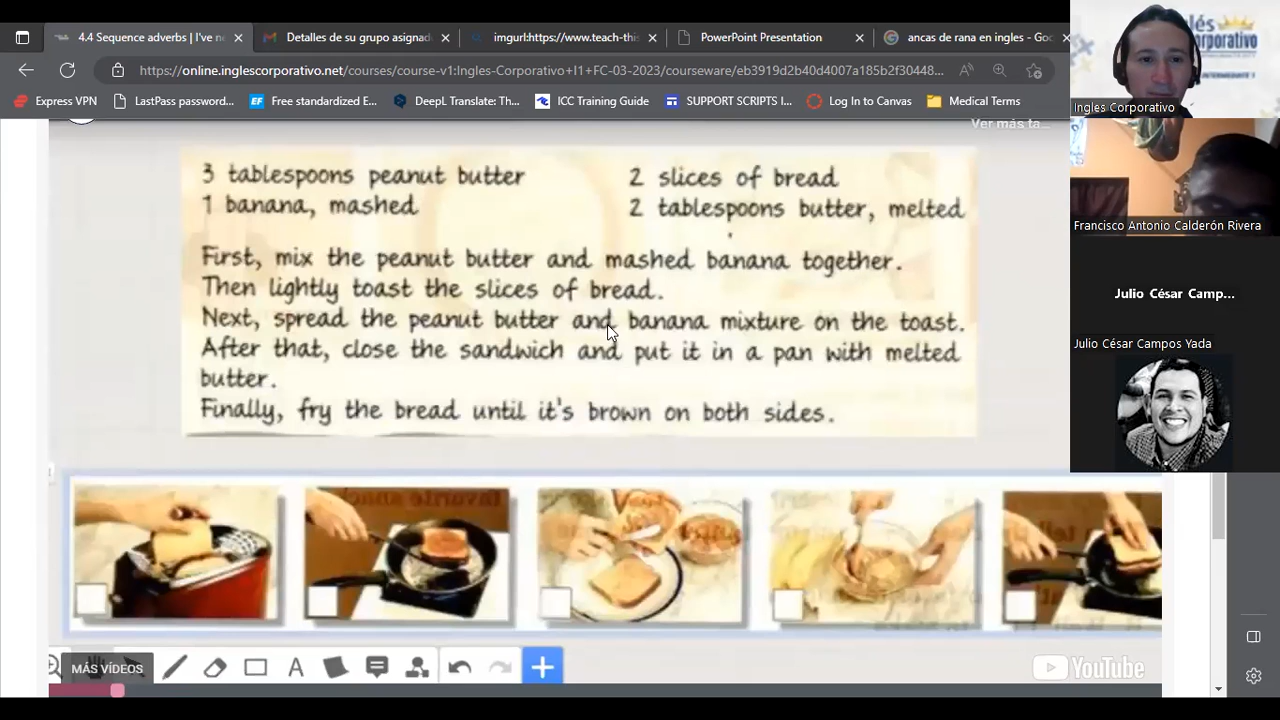 4.4 Sequence adverbs | I've ne
Detalles de su grupo asignad
imgurl:https://www.teach-this
PowerPoint Presentation
ancas de rana en ingles - Goo
https://online.inglescorporativo.net/courses/course-v1:Ingles-Corporativo+I1+FC-03-2023/courseware/eb3919d2b40d4007a185b2f30448...
Express VPN
LastPass password...
EF Free standardized E...
DeepL Translate: Th...
ICC Training Guide
SUPPORT SCRIPTS I...
Log In to Canvas
Medical Terms
Ver más ta...
3 tablespoons peanut butter
2 slices of bread
1 banana, mashed
2 tablespoons butter, melted
First, mix the peanut butter and mashed banana together.
Then lightly toast the slices of bread.
Next, spread the peanut butter and banana mixture on the toast.
After that, close the sandwich and put it in a pan with melted
butter.
Finally, fry the bread until it's brown on both sides.
MÁS VÍDEOS
A
YouTube
Ingles Corporativo
Francisco Antonio Calderón Rivera
Julio César Camp...
Julio César Campos Yada